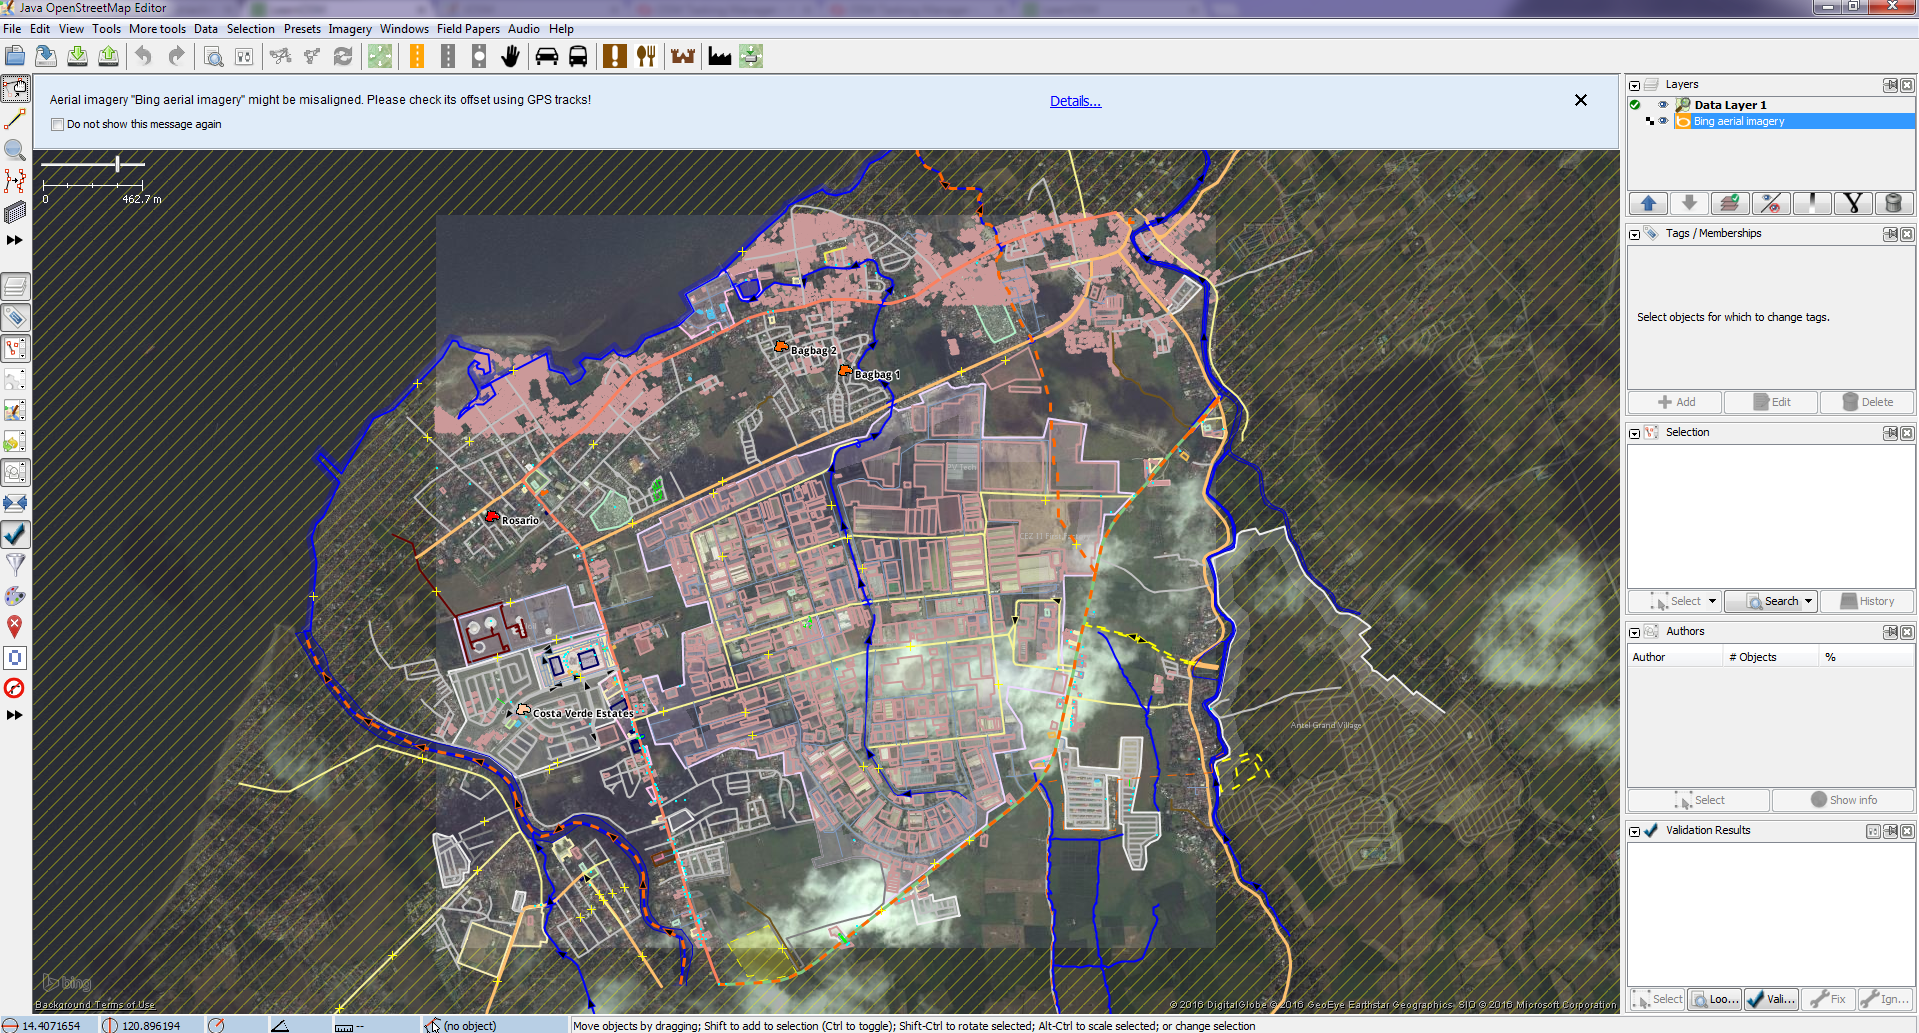 Java OpenStreetMap Editor
File Edit View Tools More tools Data Selection Presets Imagery Windows Field Papers Audio Help
Aerial imagery "Bing aerial imagery" might be misaligned. Please check its offset using GPS tracks!
Details...
Do not show this message again
0 462.7 m
Bagbag 2
Bagbag 1
PV Tech
Rosario
Costa Verde Estates
Antel Grand Village
bing
Background Terms of Use
© 2016 DigitalGlobe © 2016 GeoEye Earthstar Geographics SIO © 2016 Microsoft Corporation
Layers
Data Layer 1
Bing aerial imagery
Tags / Memberships
Select objects for which to change tags.
Add Edit Delete
Selection
Select Search History
Authors
Author # Objects %
Select Show info
Validation Results
Select Loo... Vali... Fix Ign...
14.4071654 120.896194 -- (no object) Move objects by dragging; Shift to add to selection (Ctrl to toggle); Shift-Ctrl to rotate selected; Alt-Ctrl to scale selected; or change selection